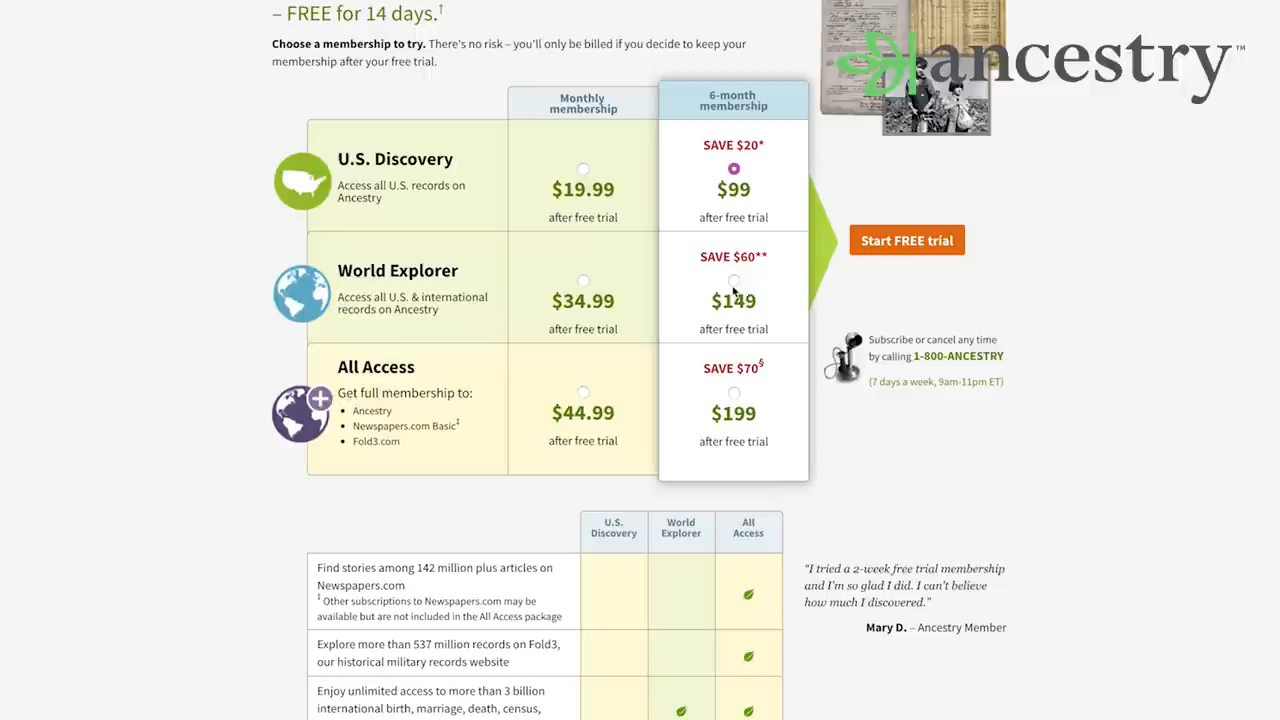 – FREE for 14 days.†
Choose a membership to try. There's no risk – you'll only be billed if you decide to keep your
membership after your free trial.
ancestry™
Monthly
membership
6-month
membership
U.S. Discovery
Access all U.S. records on
Ancestry
$19.99
after free trial
SAVE $20*
$99
after free trial
World Explorer
Access all U.S. & international
records on Ancestry
$34.99
after free trial
SAVE $60**
$149
after free trial
All Access
Get full membership to:
• Ancestry
• Newspapers.com Basic‡
• Fold3.com
$44.99
after free trial
SAVE $70§
$199
after free trial
Start FREE trial
Subscribe or cancel any time
by calling 1-800-ANCESTRY
(7 days a week, 9am-11pm ET)
U.S.
Discovery
World
Explorer
All
Access
Find stories among 142 million plus articles on
Newspapers.com
‡ Other subscriptions to Newspapers.com may be
available but are not included in the All Access package
Explore more than 537 million records on Fold3,
our historical military records website
Enjoy unlimited access to more than 3 billion
international birth, marriage, death, census,
"I tried a 2-week free trial membership
and I'm so glad I did. I can't believe
how much I discovered."
Mary D. – Ancestry Member